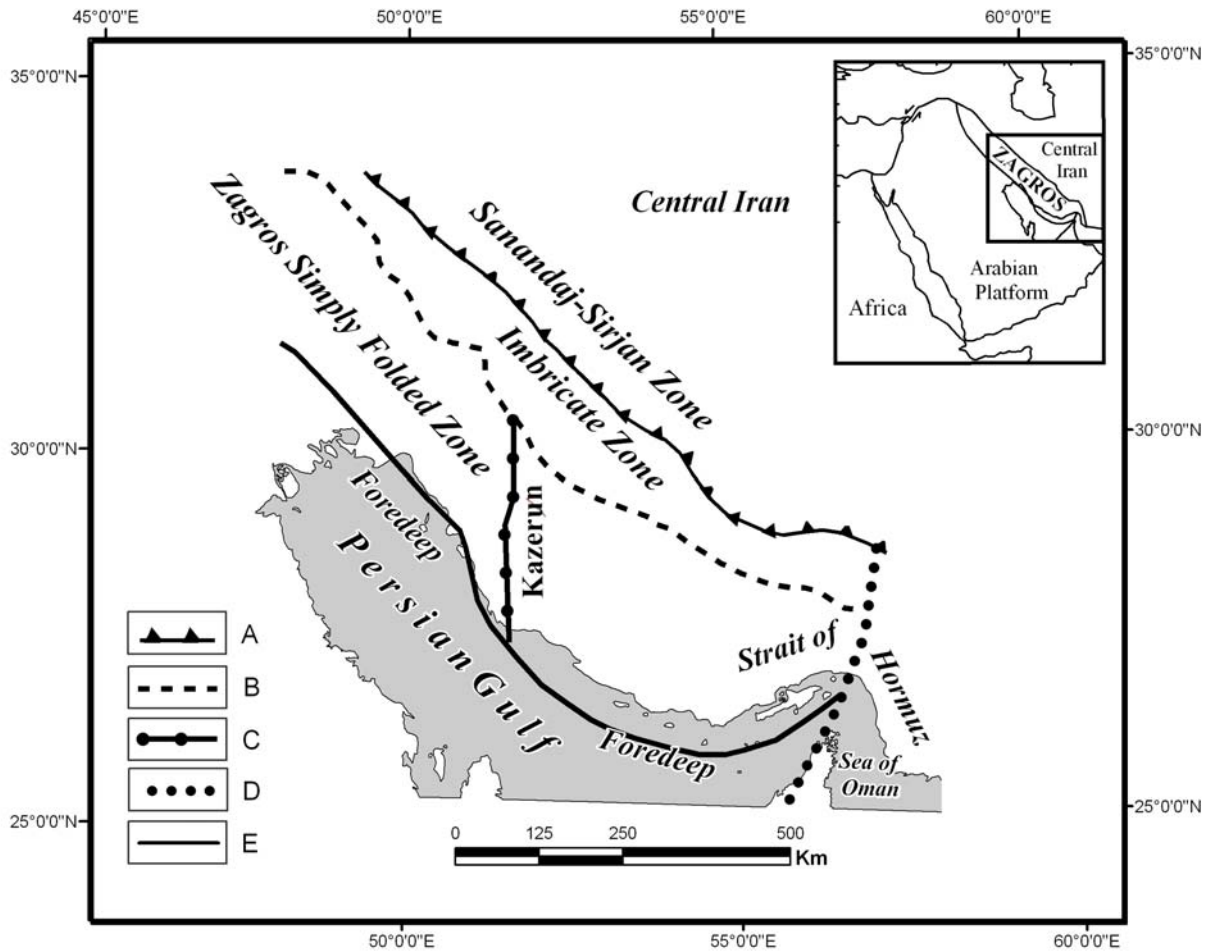 45°0'0"E 50°0'0"E 55°0'0"E 60°0'0"E
35°0'0"N
35°0'0"N
Central Iran
ZAGROS
Central
Iran
Arabian
Platform
Africa
Sanandaj-Sirjan Zone
Imbricate Zone
Zagros Simply Folded Zone
30°0'0"N
30°0'0"N
Foredeep
Kazerun
Persian Gulf
Strait of
Hormuz
Foredeep
Sea of
Oman
A
B
C
D
E
25°0'0"N
25°0'0"N
0 125 250 500
Km
50°0'0"E 55°0'0"E 60°0'0"E